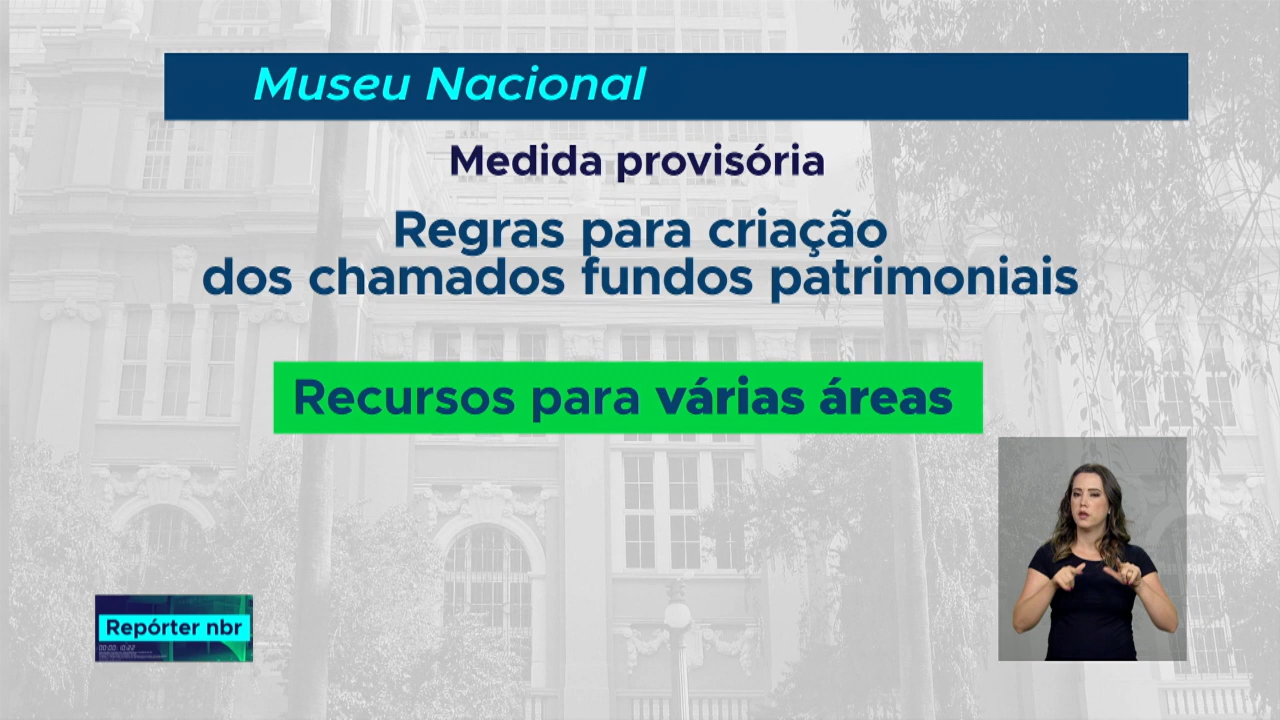 Museu Nacional
Medida provisória
Regras para criação
dos chamados fundos patrimoniais
Recursos para várias áreas
Repórter nbr